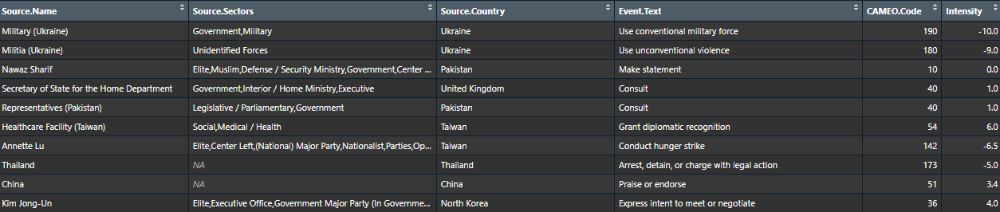 Source.Name Source.Sectors Source.Country Event.Text CAMEO.Code Intensity
Military (Ukraine) Government,Military Ukraine Use conventional military force 190 -10.0
Militia (Ukraine) Unidentified Forces Ukraine Use unconventional violence 180 -9.0
Nawaz Sharif Elite,Muslim,Defense / Security Ministry,Government,Center ... Pakistan Make statement 10 0.0
Secretary of State for the Home Department Government,Interior / Home Ministry,Executive United Kingdom Consult 40 1.0
Representatives (Pakistan) Legislative / Parliamentary,Government Pakistan Consult 40 1.0
Healthcare Facility (Taiwan) Social,Medical / Health Taiwan Grant diplomatic recognition 54 6.0
Annette Lu Elite,Center Left,(National) Major Party,Nationalist,Parties,Op... Taiwan Conduct hunger strike 142 -6.5
Thailand NA Thailand Arrest, detain, or charge with legal action 173 -5.0
China NA China Praise or endorse 51 3.4
Kim Jong-Un Elite,Executive Office,Government Major Party (In Governme... North Korea Express intent to meet or negotiate 36 4.0